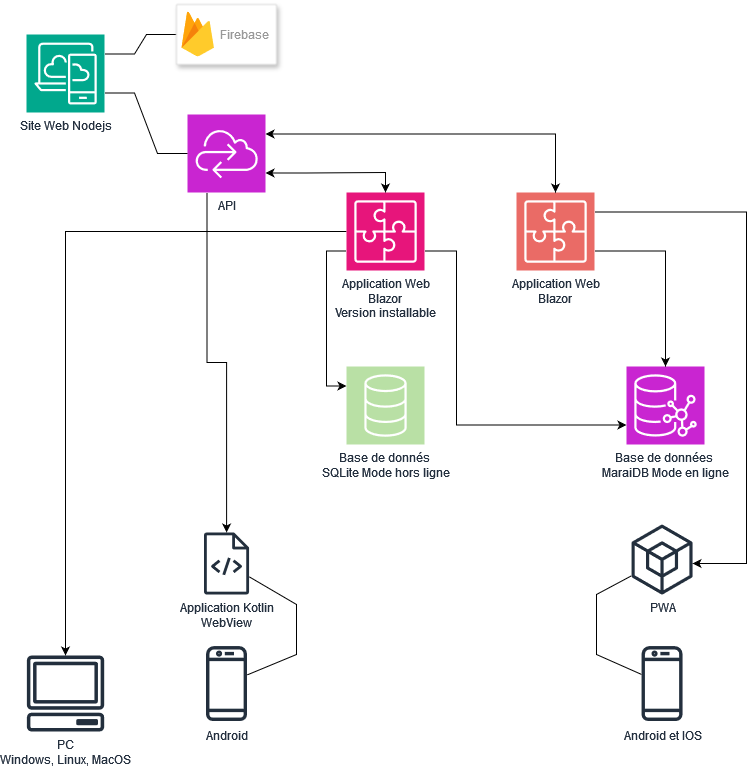 Firebase
Site Web Nodejs
API
Application Web
Blazor
Version installable
Application Web
Blazor
Base de donnés
SQLite Mode hors ligne
Base de données
MaraiDB Mode en ligne
Application Kotlin
WebView
PWA
Android
Android et IOS
PC
Windows, Linux, MacOS